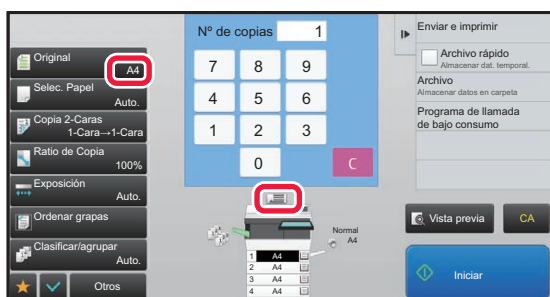 Original
A4
Selec. Papel
Auto.
Copia 2-Caras
1-Cara→1-Cara
Ratio de Copia
100%
Exposición
Auto.
Ordenar grapas
Clasificar/agrupar
Auto.
Otros
Nº de copias 1
7 8 9
4 5 6
1 2 3
0 C
Normal
A4
1 A4
2 A4
3 A4
4 A4
Enviar e imprimir
Archivo rápido
Almacenar dat. temporal.
Archivo
Almacenar datos en carpeta
Programa de llamada
de bajo consumo
Vista previa
CA
Iniciar